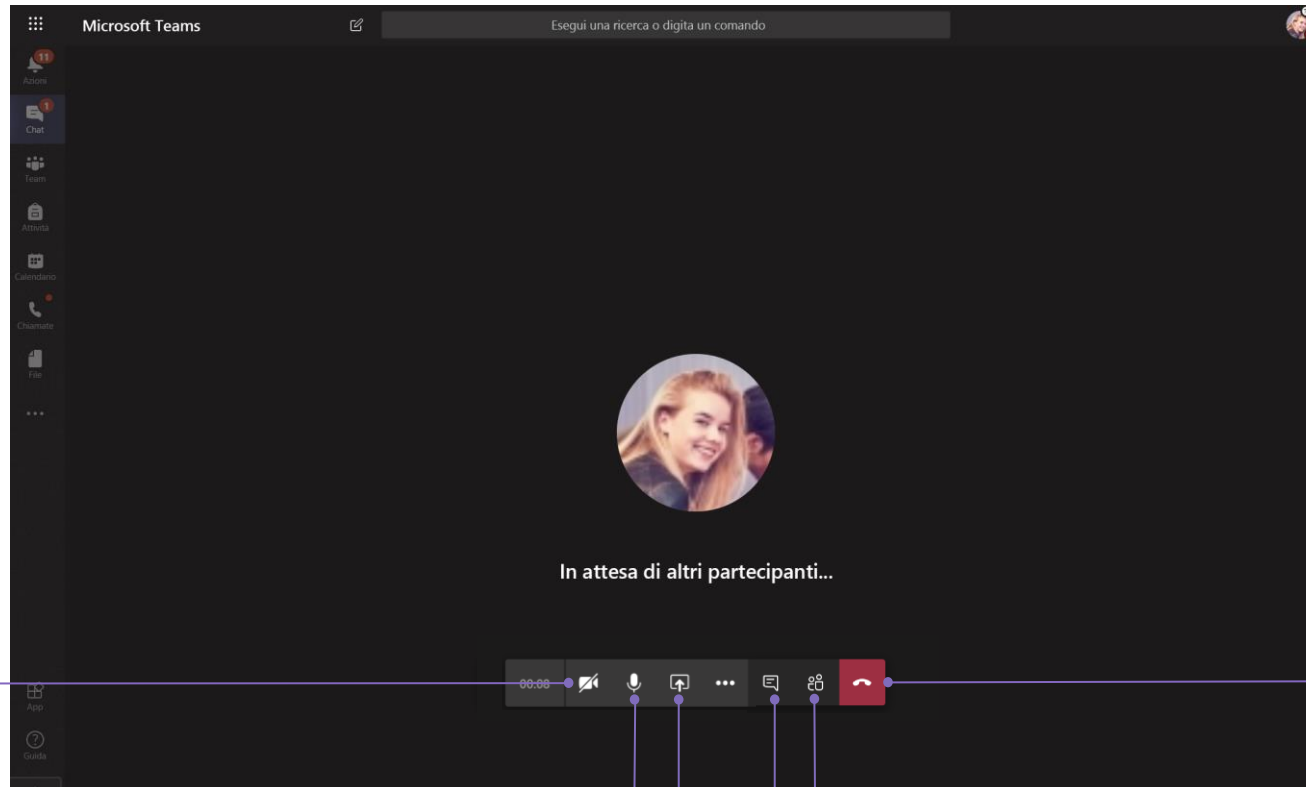 Microsoft Teams
Esegui una ricerca o digita un comando
11
Azioni
1
Chat
Team
Attività
Calendario
Chiamate
File
In attesa di altri partecipanti...
00:08
App
Guida